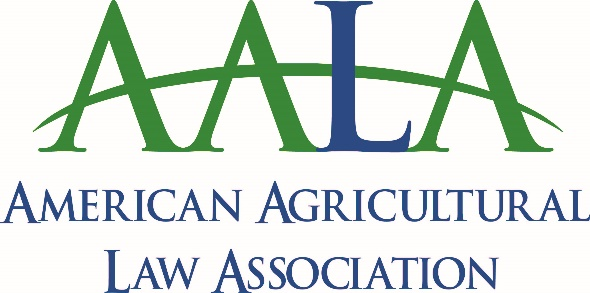 AALA
AMERICAN AGRICULTURAL
LAW ASSOCIATION